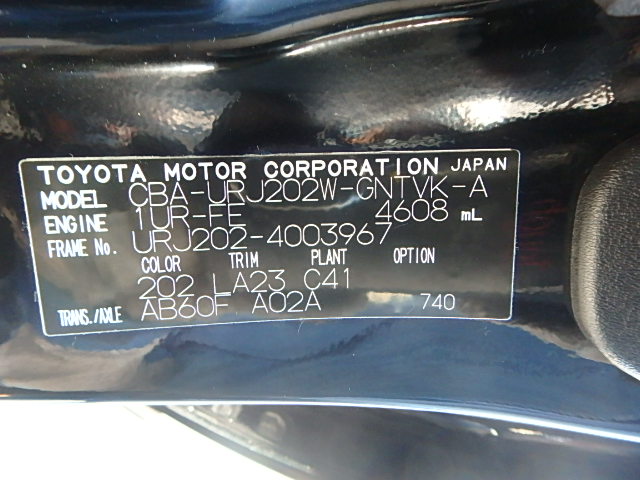 TOYOTA MOTOR CORPORATION JAPAN
MODEL CBA-URJ202W-GNTVK-A
ENGINE 1UR-FE 4608 mL
FRAME No. URJ202-4003967
COLOR TRIM PLANT OPTION
202 LA23 C41
TRANS./AXLE AB60F A02A 740